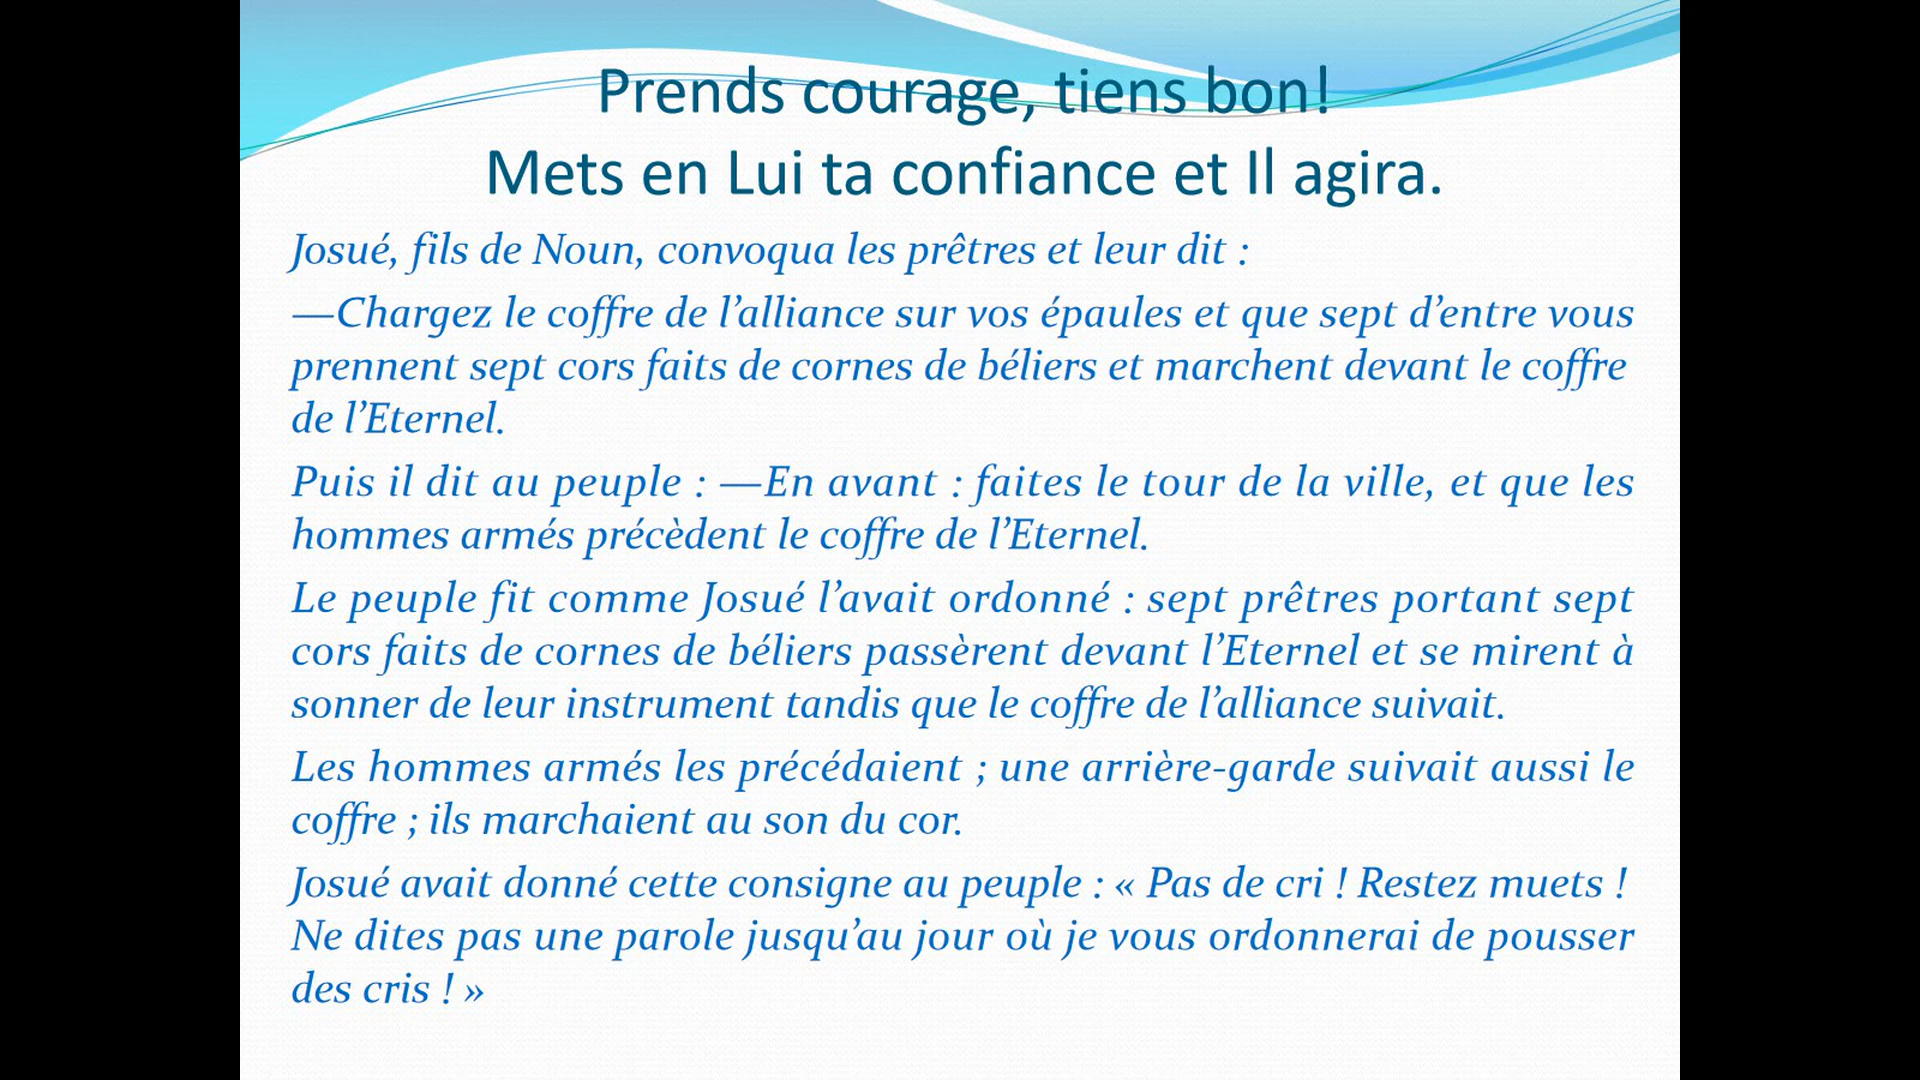 Prends courage, tiens bon!
Mets en Lui ta confiance et Il agira.
Josué, fils de Noun, convoqua les prêtres et leur dit :
—Chargez le coffre de l’alliance sur vos épaules et que sept d’entre vous
prennent sept cors faits de cornes de béliers et marchent devant le coffre
de l’Eternel.
Puis il dit au peuple : —En avant : faites le tour de la ville, et que les
hommes armés précèdent le coffre de l’Eternel.
Le peuple fit comme Josué l’avait ordonné : sept prêtres portant sept
cors faits de cornes de béliers passèrent devant l’Eternel et se mirent à
sonner de leur instrument tandis que le coffre de l’alliance suivait.
Les hommes armés les précédaient ; une arrière-garde suivait aussi le
coffre ; ils marchaient au son du cor.
Josué avait donné cette consigne au peuple : « Pas de cri ! Restez muets !
Ne dites pas une parole jusqu’au jour où je vous ordonnerai de pousser
des cris ! »